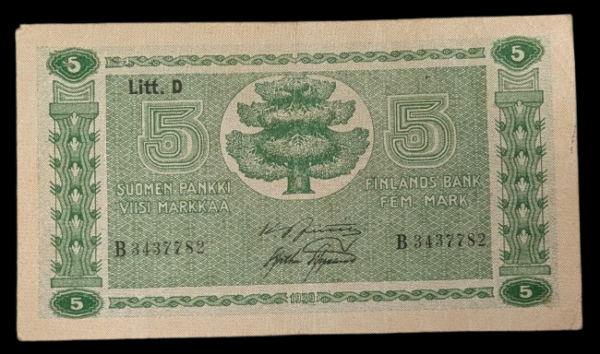 5 5
Litt. D
5 5
SUOMEN PANKKI FINLANDS BANK
VIISI MARKKAA FEM MARK
B 3437782 B 3437782
5 5